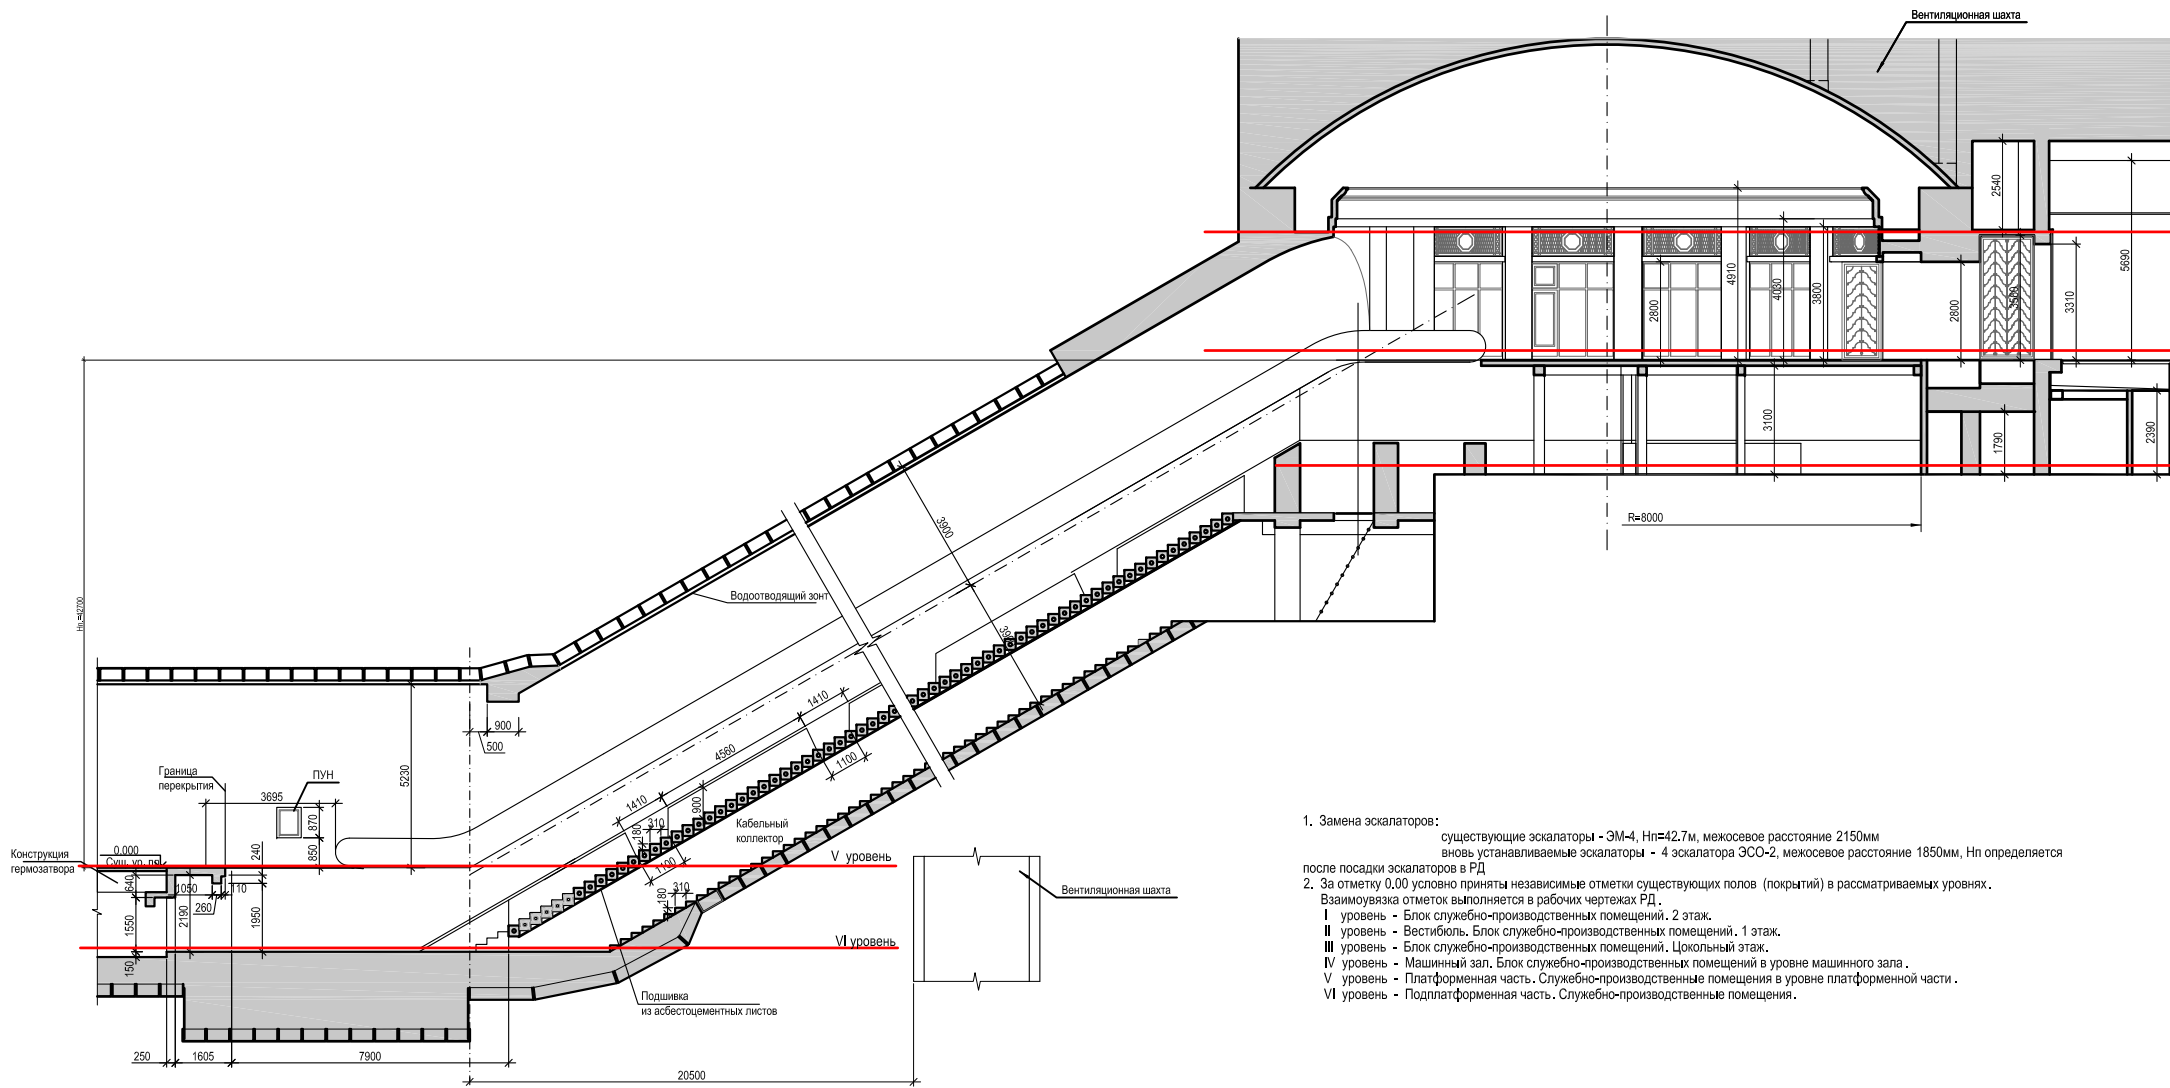 Вентиляционная шахта
2540
5690
4910
4030
3800
2800
2800
3310
3100
1790
2390
R=8000
3900
Водоотводящий зонт
1410
4560
1100
900
500
5230
Граница
перекрытия
ПУН
3695
870
850
1410
310
180
900
1100
Кабельный
коллектор
Конструкция
гермозатвора
0.000
640
1050
110
260
240
1550
2190
1950
150
V уровень
VI уровень
310
180
Вентиляционная шахта
Подшивка
из асбестоцементных листов
250
1605
7900
20500
1. Замена эскалаторов:
существующие эскалаторы - ЭМ-4, Нп=42.7м, межосевое расстояние 2150мм
вновь устанавливаемые эскалаторы - 4 эскалатора ЭСО-2, межосевое расстояние 1850мм, Нп определяется
после посадки эскалаторов в РД
2. За отметку 0.00 условно приняты независимые отметки существующих полов (покрытий) в рассматриваемых уровнях.
Взаимоувязка отметок выполняется в рабочих чертежах РД.
I уровень - Блок служебно-производственных помещений. 2 этаж.
II уровень - Вестибюль. Блок служебно-производственных помещений. 1 этаж.
III уровень - Блок служебно-производственных помещений. Цокольный этаж.
IV уровень - Машинный зал. Блок служебно-производственных помещений в уровне машинного зала.
V уровень - Платформенная часть. Служебно-производственные помещения в уровне платформенной части.
VI уровень - Подплатформенная часть. Служебно-производственные помещения.